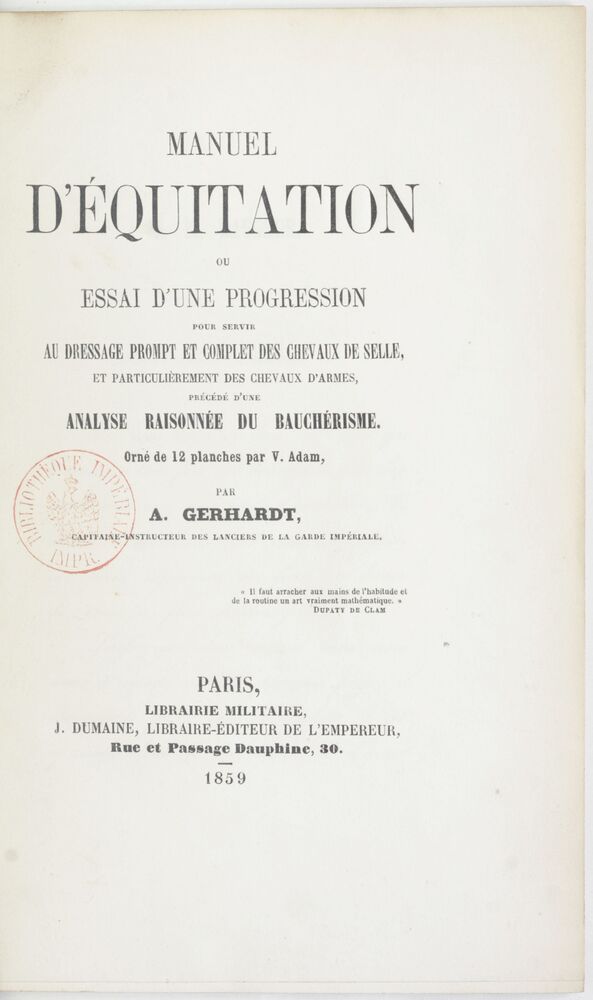 MANUEL
D'ÉQUITATION
OU
ESSAI D'UNE PROGRESSION
POUR SERVIR
AU DRESSAGE PROMPT ET COMPLET DES CHEVAUX DE SELLE,
ET PARTICULIÈREMENT DES CHEVAUX D'ARMES,
PRÉCÉDÉ D'UNE
ANALYSE RAISONNÉE DU BAUCHÉRISME.
Orné de 12 planches par V. Adam,
PAR
A. GERHARDT,
CAPITAINE-INSTRUCTEUR DES LANCIERS DE LA GARDE IMPÉRIALE.
BIBLIOTHÈQUE IMPÉRIALE
IMPR.
« Il faut arracher aux mains de l'habitude et
de la routine un art vraiment mathématique. »
DUPATY DE CLAM
PARIS,
LIBRAIRIE MILITAIRE,
J. DUMAINE, LIBRAIRE-ÉDITEUR DE L'EMPEREUR,
Rue et Passage Dauphine, 30.
1859